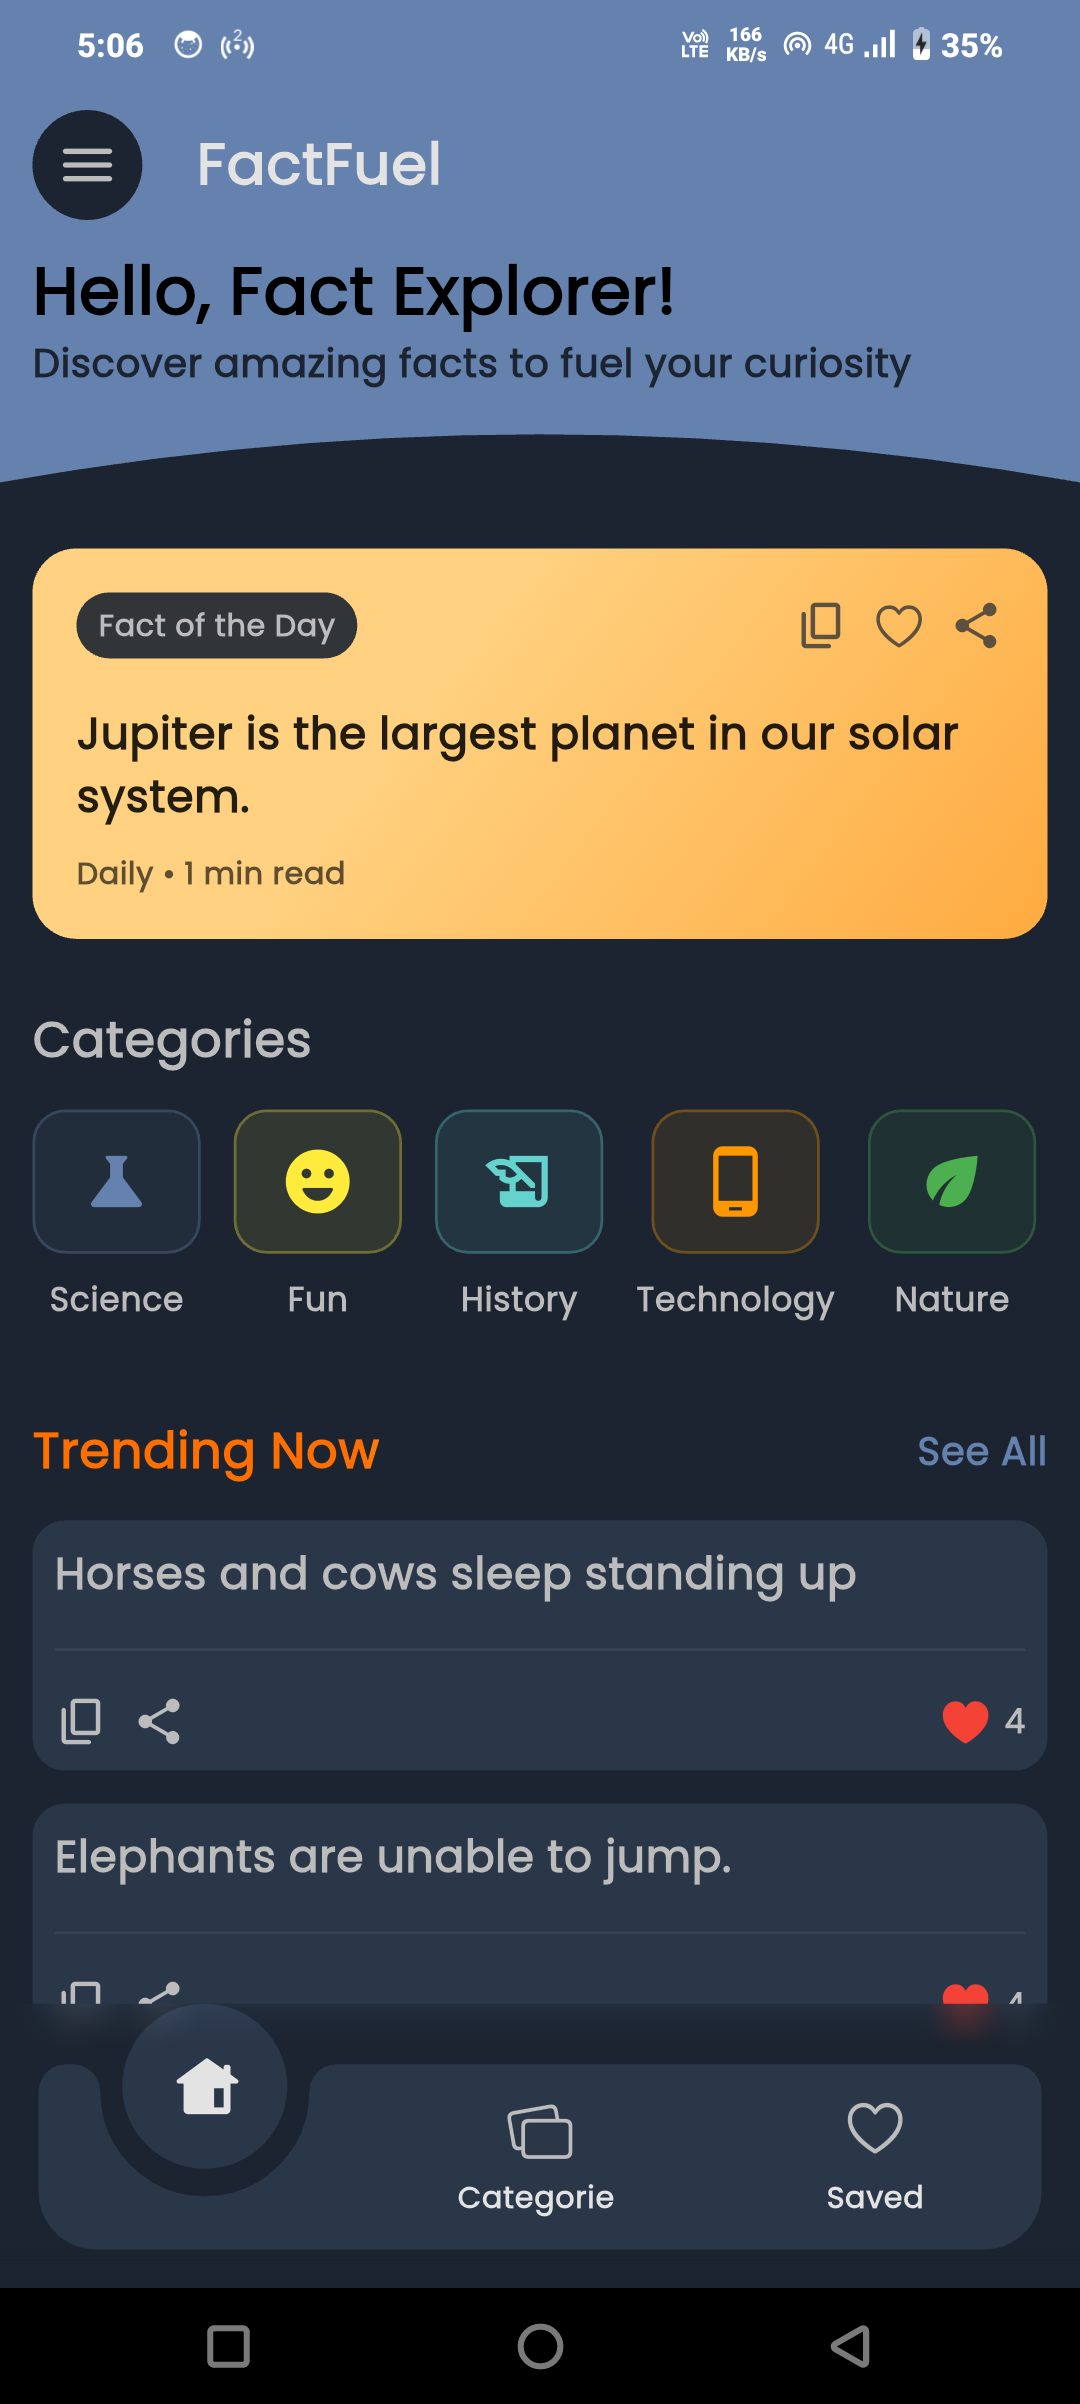 5:06
2
Vo))
LTE
166
KB/s
4G
35%
FactFuel
Hello, Fact Explorer!
Discover amazing facts to fuel your curiosity
Fact of the Day
Jupiter is the largest planet in our solar
system.
Daily • 1 min read
Categories
Science
Fun
History
Technology
Nature
Trending Now
See All
Horses and cows sleep standing up
4
Elephants are unable to jump.
4
Categorie
Saved